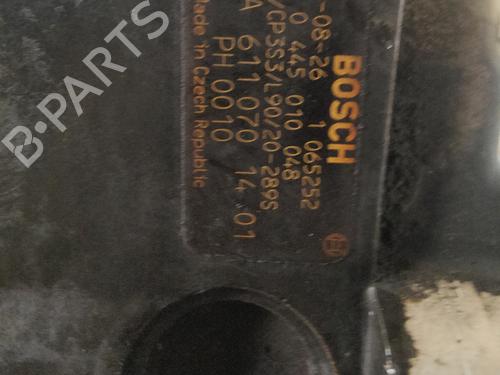 BOSCH
-08-26 1 065252
0 445 010 048
/CP3S3/L90/20-289S
A 611 070 14 01
PH 0010
Made in Czech Republic
B-PARTS